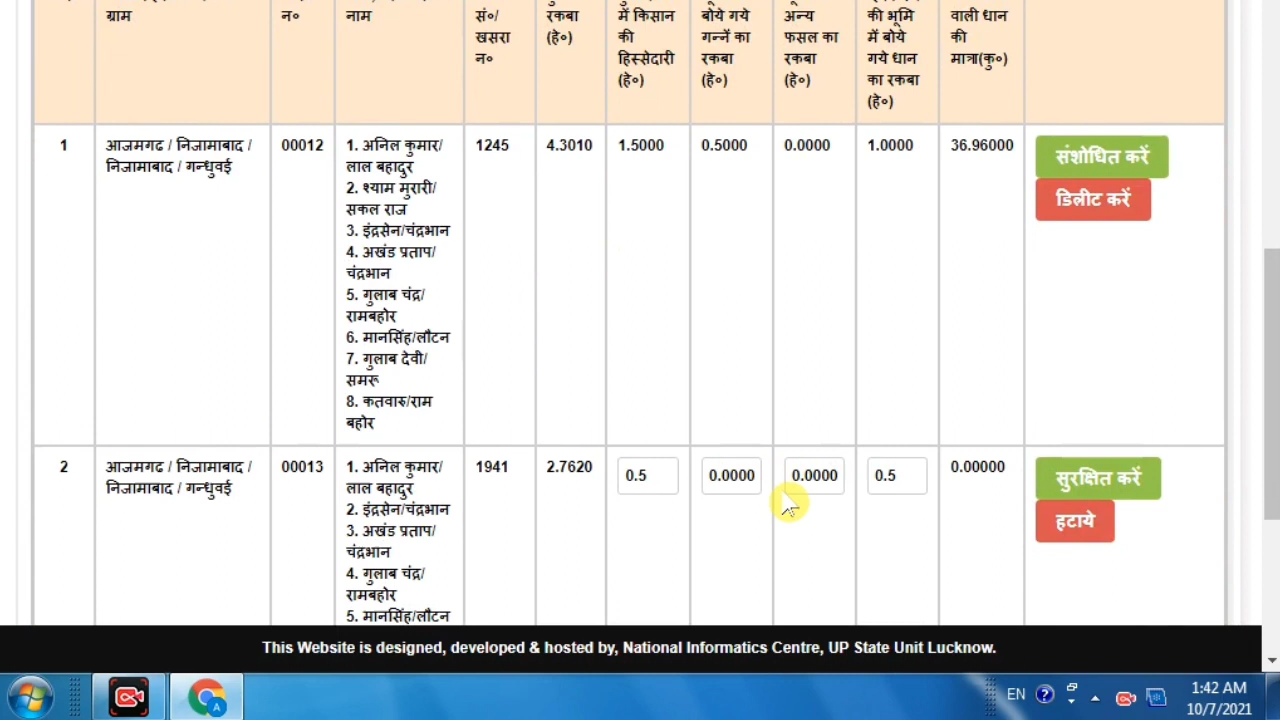 ग्राम
न०
नाम
सं०/
खसरा
न०
रकबा
(हे०)
में किसान
की
हिस्सेदारी
(हे०)
बोये गये
गन्नें का
रकबा
(हे०)
अन्य
फसल का
रकबा
(हे०)
की भूमि
में बोये
गये धान
का रकबा
(हे०)
वाली धान
की
मात्रा(कु०)
1
आजमगढ / निजामाबाद /
निजामाबाद / गन्धुवई
00012
1. अनिल कुमार/
लाल बहादुर
2. श्याम मुरारी/
सकल राज
3. इंद्रसेन/चंद्रभान
4. अखंड प्रताप/
चंद्रभान
5. गुलाब चंद्र/
रामबहोर
6. मानसिंह/लौटन
7. गुलाब देवी/
समरू
8. कतवारु/राम
बहोर
1245
4.3010
1.5000
0.5000
0.0000
1.0000
36.96000
संशोधित करें
डिलीट करें
2
आजमगढ / निजामाबाद /
निजामाबाद / गन्धुवई
00013
1. अनिल कुमार/
लाल बहादुर
2. इंद्रसेन/चंद्रभान
3. अखंड प्रताप/
चंद्रभान
4. गुलाब चंद्र/
रामबहोर
5. मानसिंह/लौटन
1941
2.7620
0.5
0.0000
0.0000
0.5
0.00000
सुरक्षित करें
हटाये
This Website is designed, developed & hosted by, National Informatics Centre, UP State Unit Lucknow.
EN
1:42 AM
10/7/2021